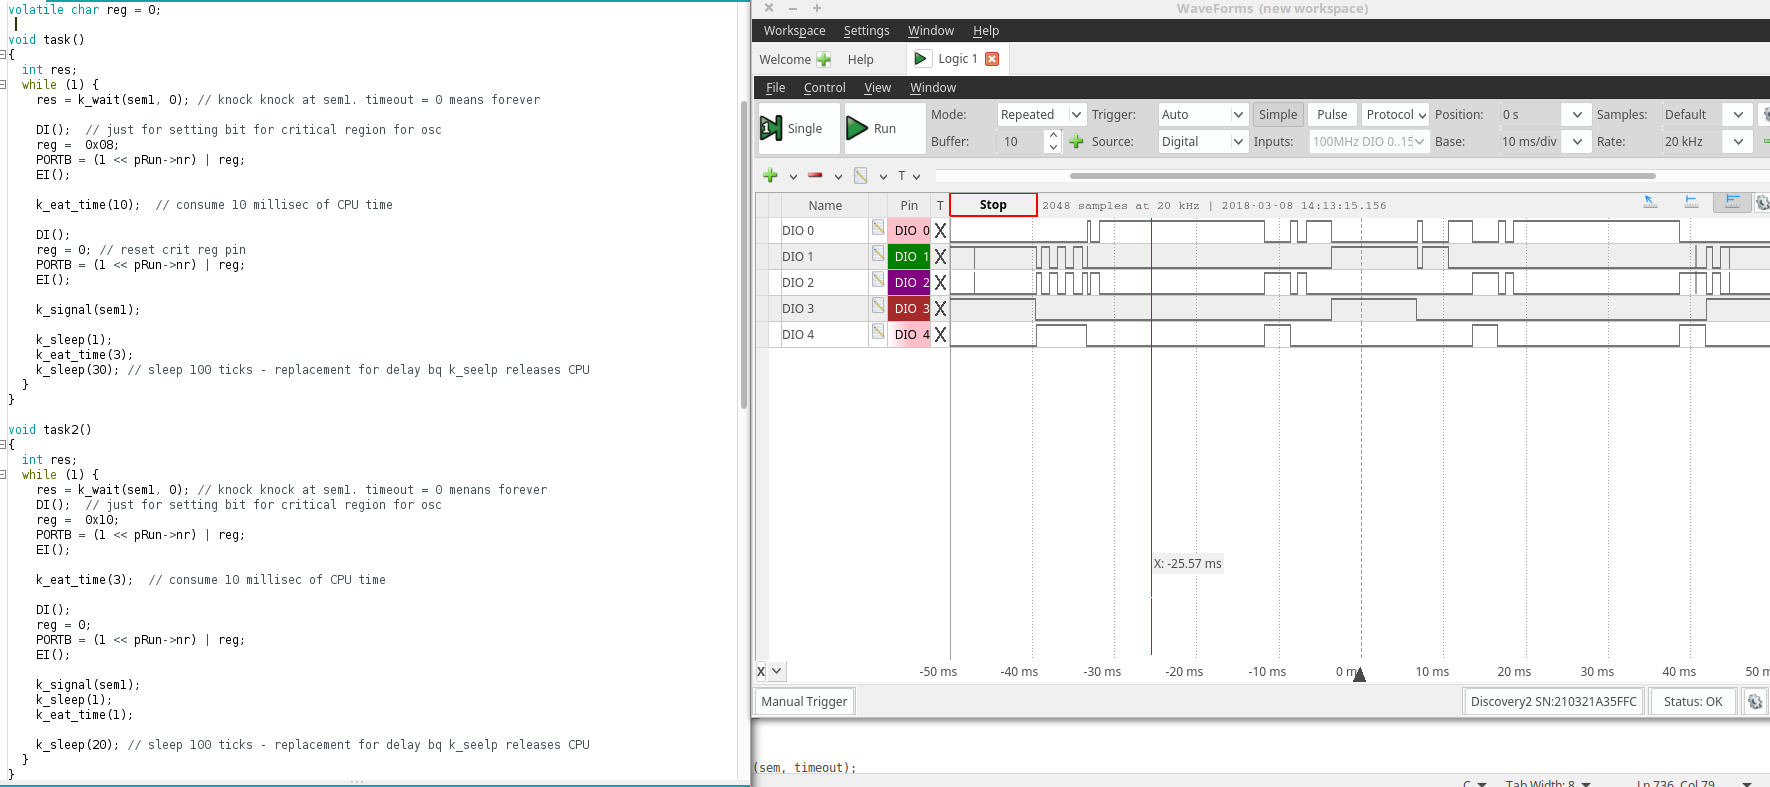 volatile char reg = 0;
void task()
{
int res;
while (1) {
res = k_wait(sem1, 0); // knock knock at sem1. timeout = 0 means forever
DI();  // just for setting bit for critical region for osc
reg =  0x08;
PORTB = (1 << pRun->nr) | reg;
EI();
k_eat_time(10);  // consume 10 millisec of CPU time
DI();
reg = 0; // reset crit reg pin
PORTB = (1 << pRun->nr) | reg;
EI();
k_signal(sem1);
k_sleep(1);
k_eat_time(3);
k_sleep(30); // sleep 100 ticks - replacement for delay bq k_seelp releases CPU
}
}
void task2()
{
int res;
while (1) {
res = k_wait(sem1, 0); // knock knock at sem1. timeout = 0 menans forever
DI();  // just for setting bit for critical region for osc
reg =  0x10;
PORTB = (1 << pRun->nr) | reg;
EI();
k_eat_time(3);  // consume 10 millisec of CPU time
DI();
reg = 0;
PORTB = (1 << pRun->nr) | reg;
EI();
k_signal(sem1);
k_sleep(1);
k_eat_time(1);
k_sleep(20); // sleep 100 ticks - replacement for delay bq k_seelp releases CPU
}
}
WaveForms (new workspace)
Workspace Settings Window Help
Welcome Help Logic 1
File Control View Window
Single Run Mode: Repeated Trigger: Auto Simple Pulse Protocol Position: 0 s Samples: Default
Buffer: 10 Source: Digital Inputs: 100MHz DIO 0..15 Base: 10 ms/div Rate: 20 kHz
T
Name Pin T Stop 2048 samples at 20 kHz | 2018-03-08 14:13:15.156
DIO 0 DIO 0 X
DIO 1 DIO 1 X
DIO 2 DIO 2 X
DIO 3 DIO 3 X
DIO 4 DIO 4 X
X: -25.57 ms
X -50 ms -40 ms -30 ms -20 ms -10 ms 0 m 10 ms 20 ms 30 ms 40 ms 50 m
Manual Trigger Discovery2 SN:210321A35FFC Status: OK
(sem, timeout);
C Tab Width: 8 Ln 736, Col 79